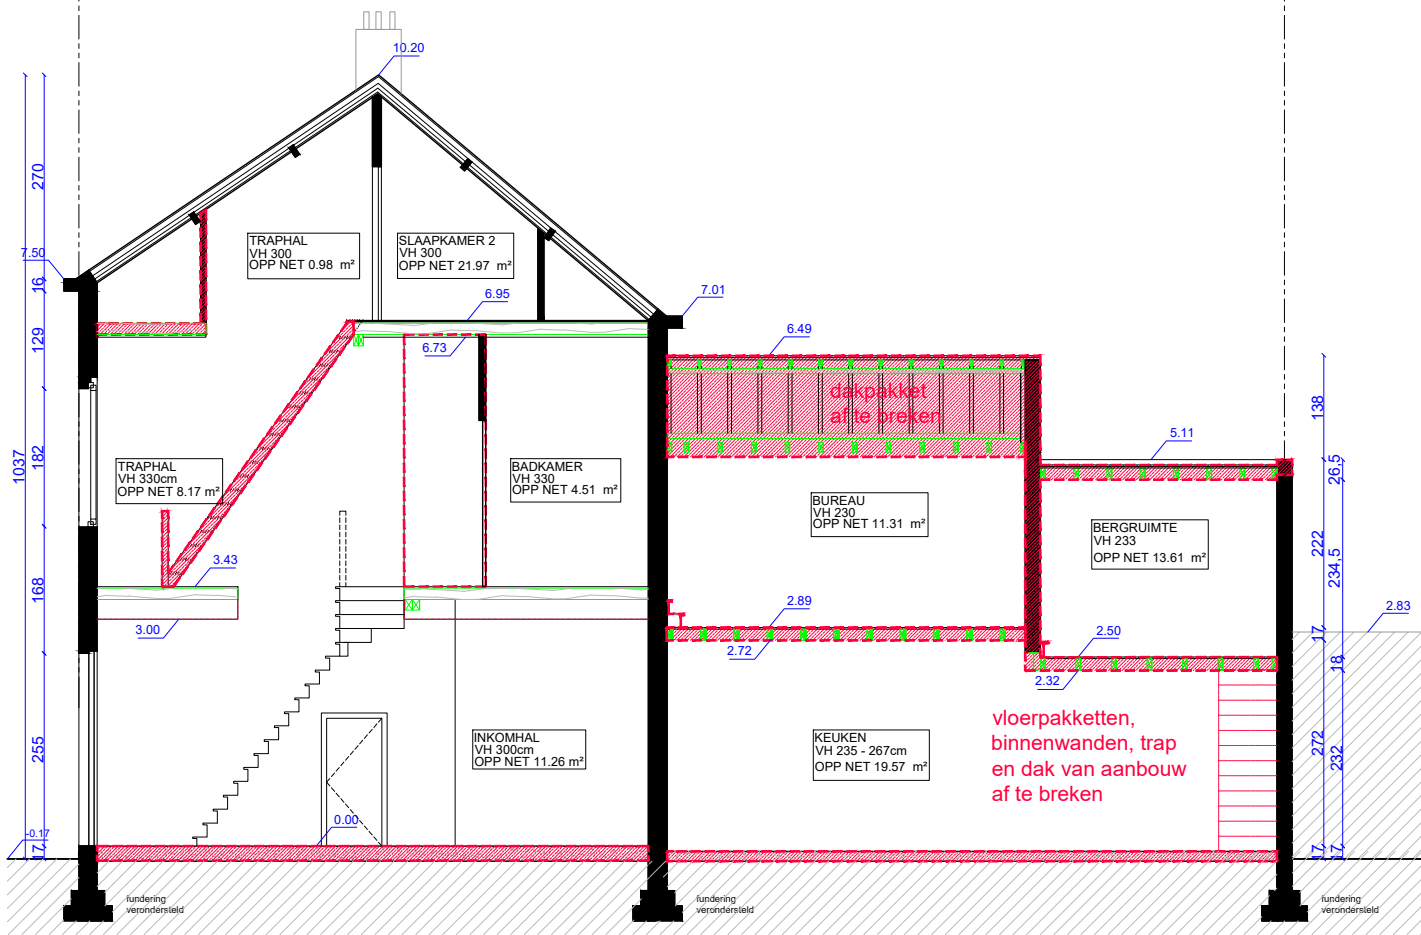 10.20
270
7.50
16
129
1037
182
168
255
-0.17
17
TRAPHAL
VH 300
OPP NET 0.98 m²
SLAAPKAMER 2
VH 300
OPP NET 21.97 m²
6.95
6.73
7.01
6.49
dakpakket
af te breken
5.11
138
26,5
TRAPHAL
VH 330cm
OPP NET 8.17 m²
BADKAMER
VH 330
OPP NET 4.51 m²
BUREAU
VH 230
OPP NET 11.31 m²
BERGRUIMTE
VH 233
OPP NET 13.61 m²
222
234,5
3.43
3.00
2.89
2.72
2.50
2.32
2.83
17
18
INKOMHAL
VH 300cm
OPP NET 11.26 m²
KEUKEN
VH 235 - 267cm
OPP NET 19.57 m²
vloerpakketten,
binnenwanden, trap
en dak van aanbouw
af te breken
272
232
0.00
17
17
fundering
verondersteld
fundering
verondersteld
fundering
verondersteld